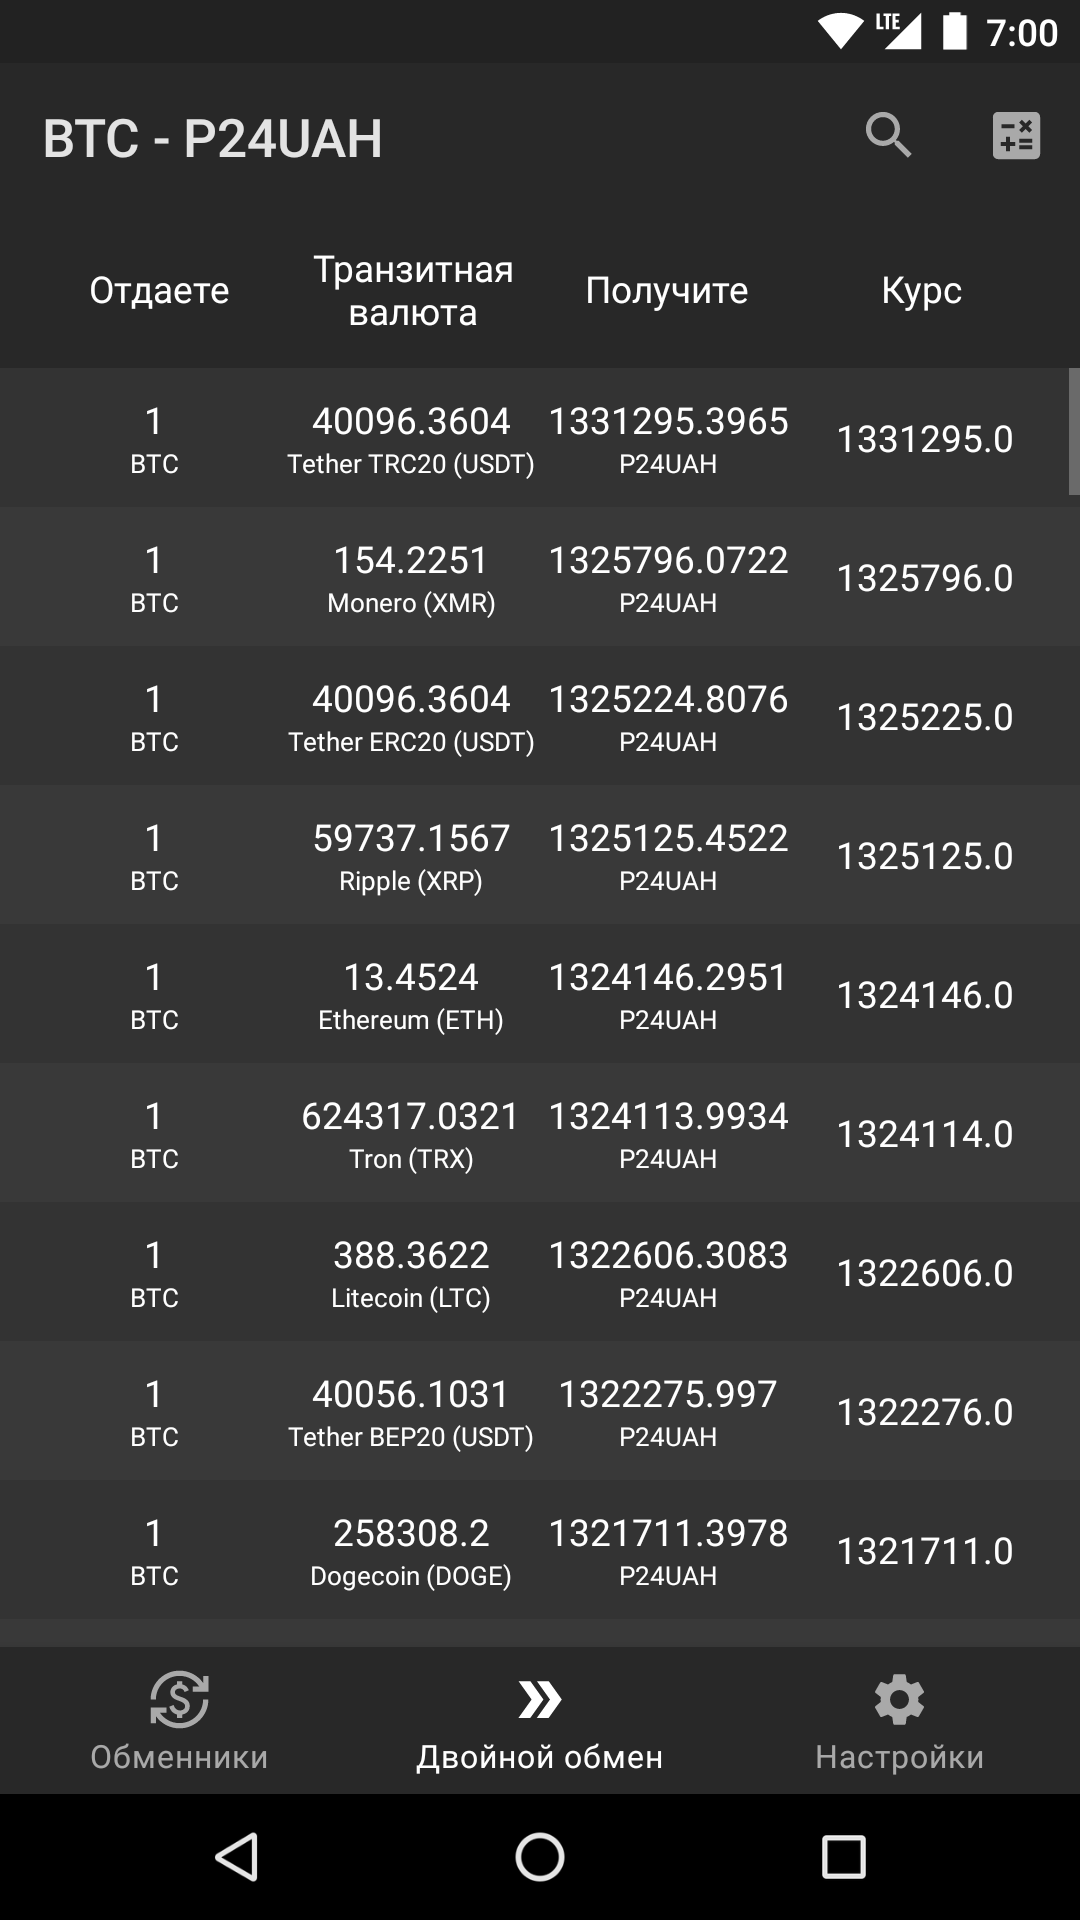 LTE 7:00
BTC - P24UAH
Отдаете Транзитная валюта Получите Курс
1 40096.3604 1331295.3965 1331295.0
BTC Tether TRC20 (USDT) P24UAH
1 154.2251 1325796.0722 1325796.0
BTC Monero (XMR) P24UAH
1 40096.3604 1325224.8076 1325225.0
BTC Tether ERC20 (USDT) P24UAH
1 59737.1567 1325125.4522 1325125.0
BTC Ripple (XRP) P24UAH
1 13.4524 1324146.2951 1324146.0
BTC Ethereum (ETH) P24UAH
1 624317.0321 1324113.9934 1324114.0
BTC Tron (TRX) P24UAH
1 388.3622 1322606.3083 1322606.0
BTC Litecoin (LTC) P24UAH
1 40056.1031 1322275.997 1322276.0
BTC Tether BEP20 (USDT) P24UAH
1 258308.2 1321711.3978 1321711.0
BTC Dogecoin (DOGE) P24UAH
Обменники Двойной обмен Настройки